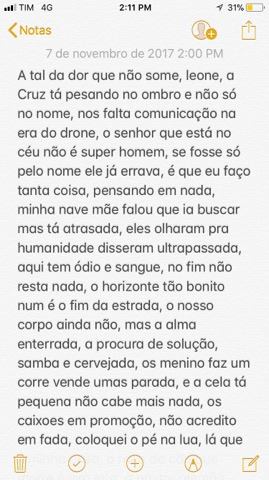 TIM 4G 2:11 PM 31%
Notas
7 de novembro de 2017 2:00 PM
A tal da dor que não some, leone, a
Cruz tá pesando no ombro e não só
no nome, nos falta comunicação na
era do drone, o senhor que está no
céu não é super homem, se fosse só
pelo nome ele já errava, é que eu faço
tanta coisa, pensando em nada,
minha nave mãe falou que ia buscar
mas tá atrasada, eles olharam pra
humanidade disseram ultrapassada,
aqui tem ódio e sangue, no fim não
resta nada, o horizonte tão bonito
num é o fim da estrada, o nosso
corpo ainda não, mas a alma
enterrada, a procura de solução,
samba e cervejada, os menino faz um
corre vende umas parada, e a cela tá
pequena não cabe mais nada, os
caixoes em promoção, não acredito
em fada, coloquei o pé na lua, lá que